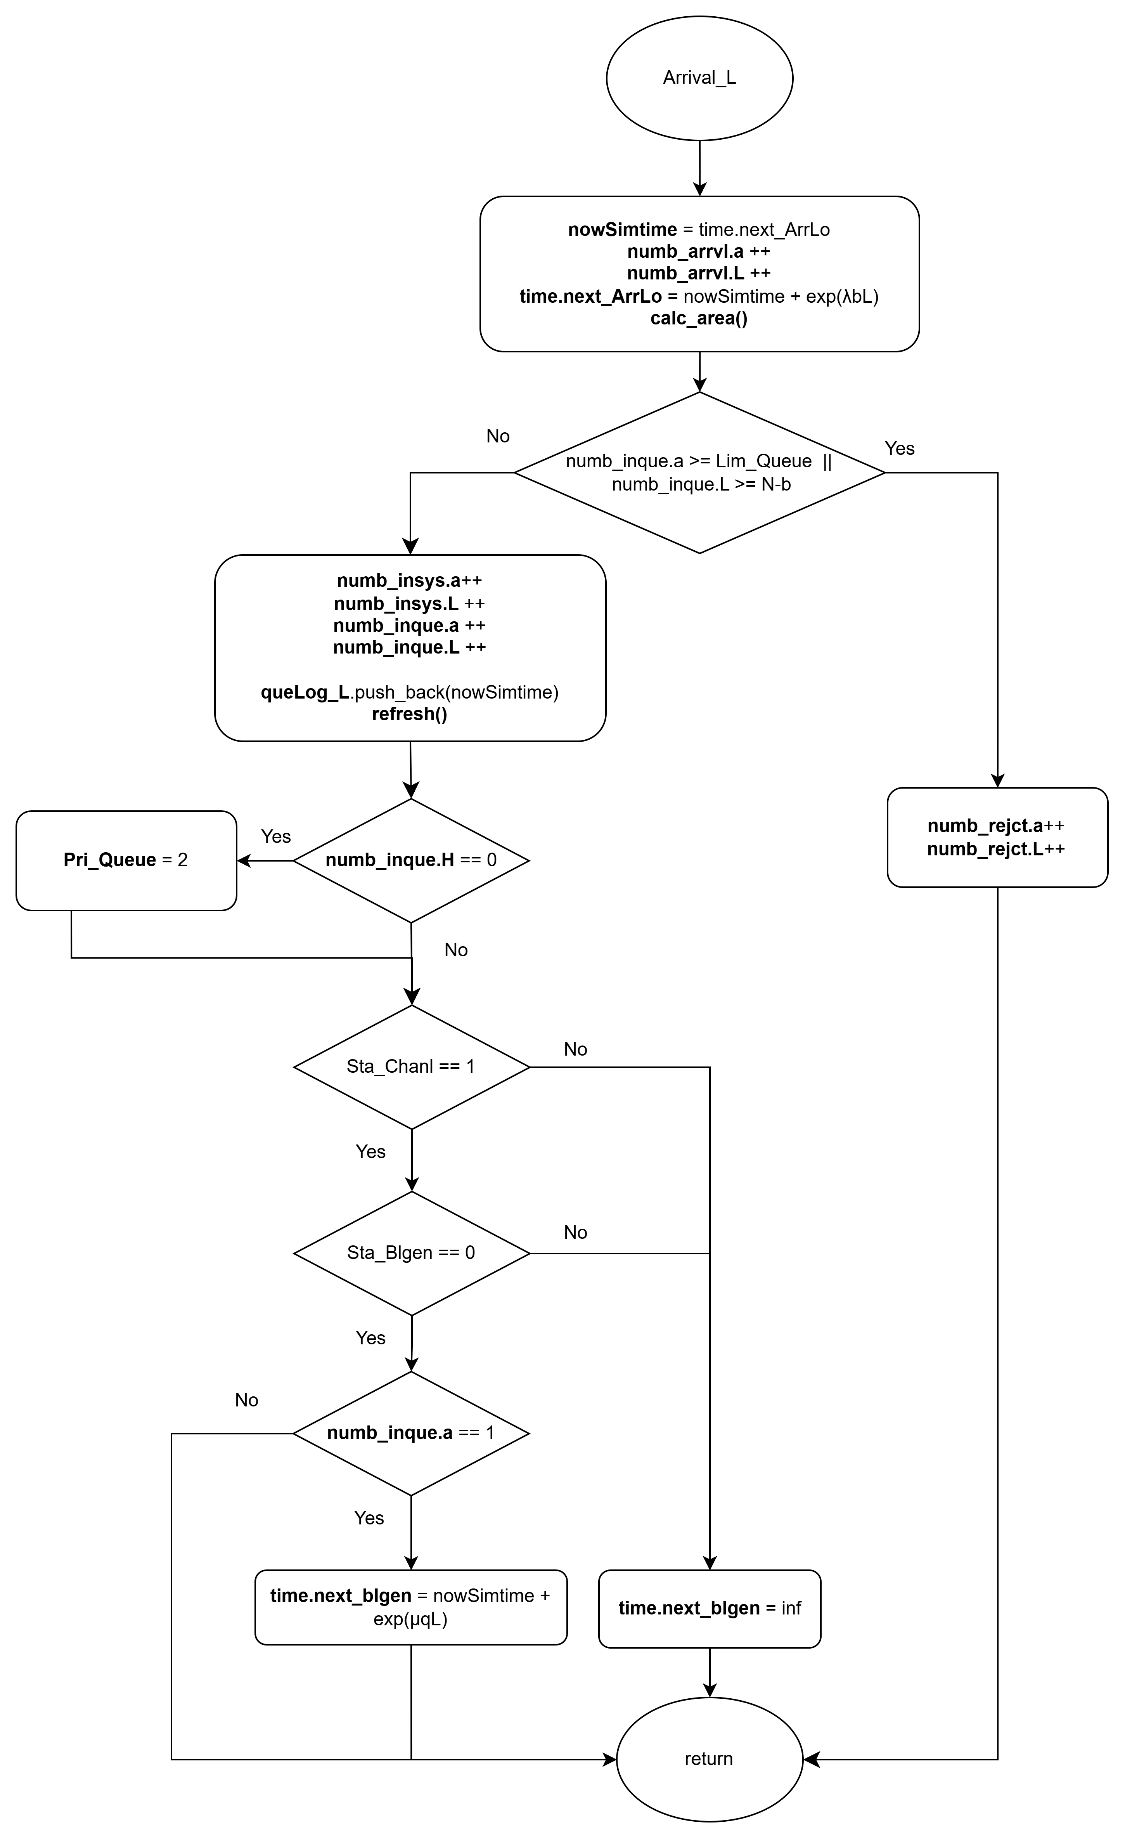 Arrival_L
nowSimtime = time.next_ArrLo
numb_arrvl.a ++
numb_arrvl.L ++
time.next_ArrLo = nowSimtime + exp(λbL)
calc_area()
No
Yes
numb_inque.a >= Lim_Queue ||
numb_inque.L >= N-b
numb_insys.a++
numb_insys.L ++
numb_inque.a ++
numb_inque.L ++
queLog_L.push_back(nowSimtime)
refresh()
numb_rejct.a++
numb_rejct.L++
Yes
Pri_Queue = 2
numb_inque.H == 0
No
Sta_Chanl == 1
No
Yes
Sta_Blgen == 0
No
Yes
No
numb_inque.a == 1
Yes
time.next_blgen = nowSimtime +
exp(μqL)
time.next_blgen = inf
return